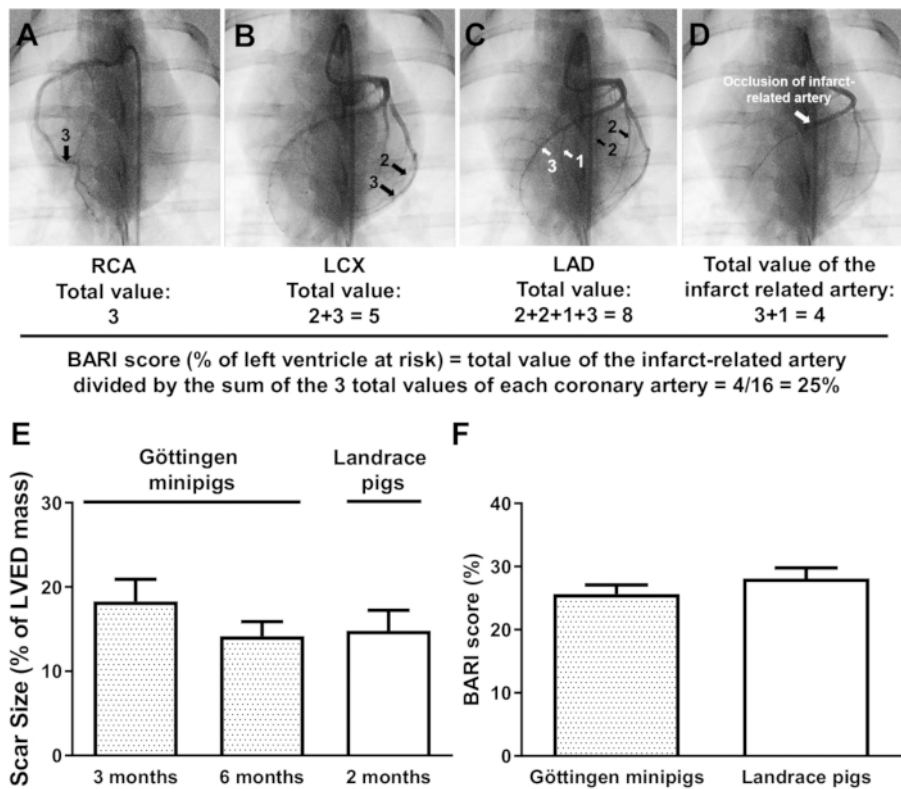 A
B
C
D
3
2
3
2
2
3
1
Occlusion of infarct-
related artery
RCA
Total value:
3
LCX
Total value:
2+3 = 5
LAD
Total value:
2+2+1+3 = 8
Total value of the
infarct related artery:
3+1 = 4
BARI score (% of left ventricle at risk) = total value of the infarct-related artery
divided by the sum of the 3 total values of each coronary artery = 4/16 = 25%
E
Göttingen
minipigs
Landrace
pigs
Scar Size (% of LVED mass)
30
20
10
0
3 months
6 months
2 months
F
BARI score (%)
40
30
20
0
Göttingen minipigs
Landrace pigs